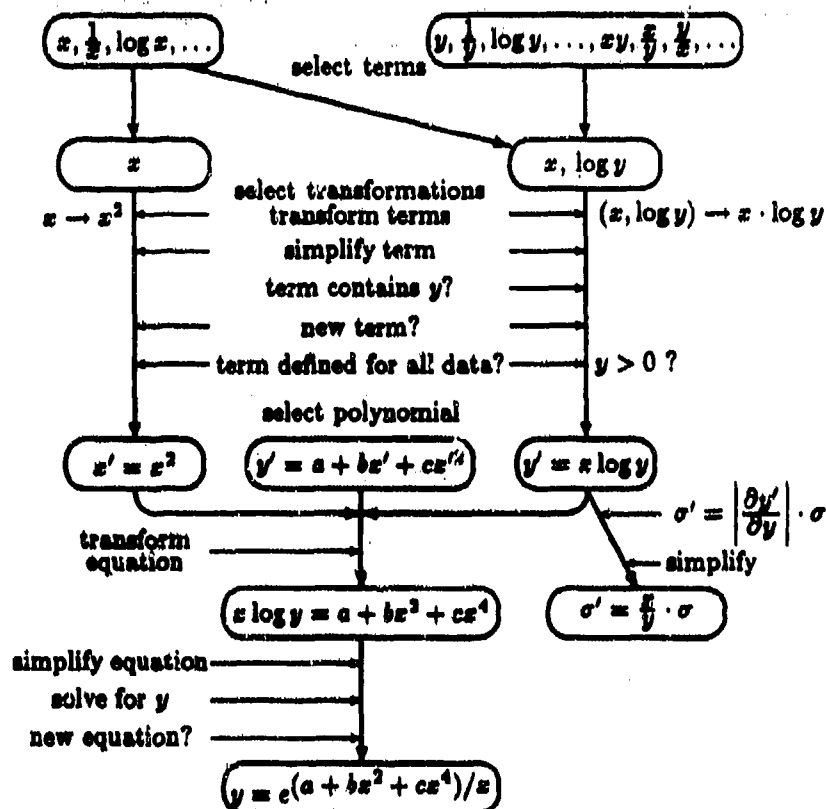 x, 1/x, log x, ...
y, 1/y, log y, ..., xy, x/y, y/x, ...
select terms
x
x, log y
select transformations
x → x²
transform terms
(x, log y) → x · log y
simplify term
term contains y?
new term?
term defined for all data?
y > 0 ?
select polynomial
x' = x²
y' = a + bx' + cx'²
y' = x log y
σ' = |∂y'/∂y| · σ
transform
equation
simplify
x log y = a + bx² + cx⁴
σ' = x/y · σ
simplify equation
solve for y
new equation?
y = e^(a + bx² + cx⁴)/x